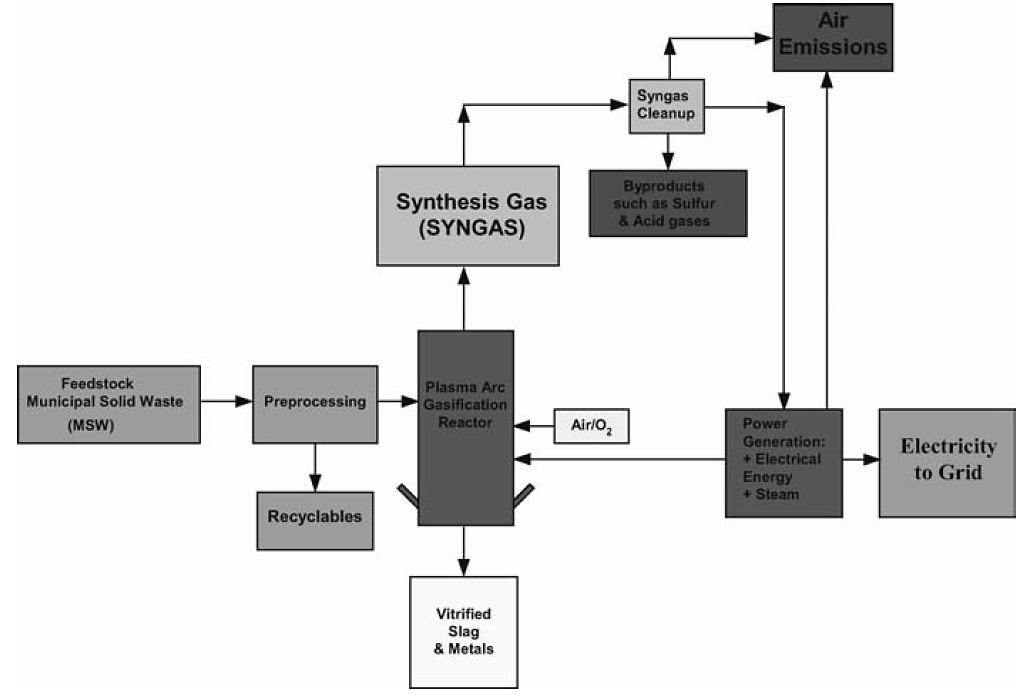 Air
Emissions
Syngas
Cleanup
Byproducts
such as Sulfur
& Acid gases
Synthesis Gas
(SYNGAS)
Feedstock
Municipal Solid Waste
(MSW)
Preprocessing
Recyclables
Plasma Arc
Gasification
Reactor
Air/O₂
Power
Generation:
+ Electrical
Energy
+ Steam
Electricity
to Grid
Vitrified
Slag
& Metals